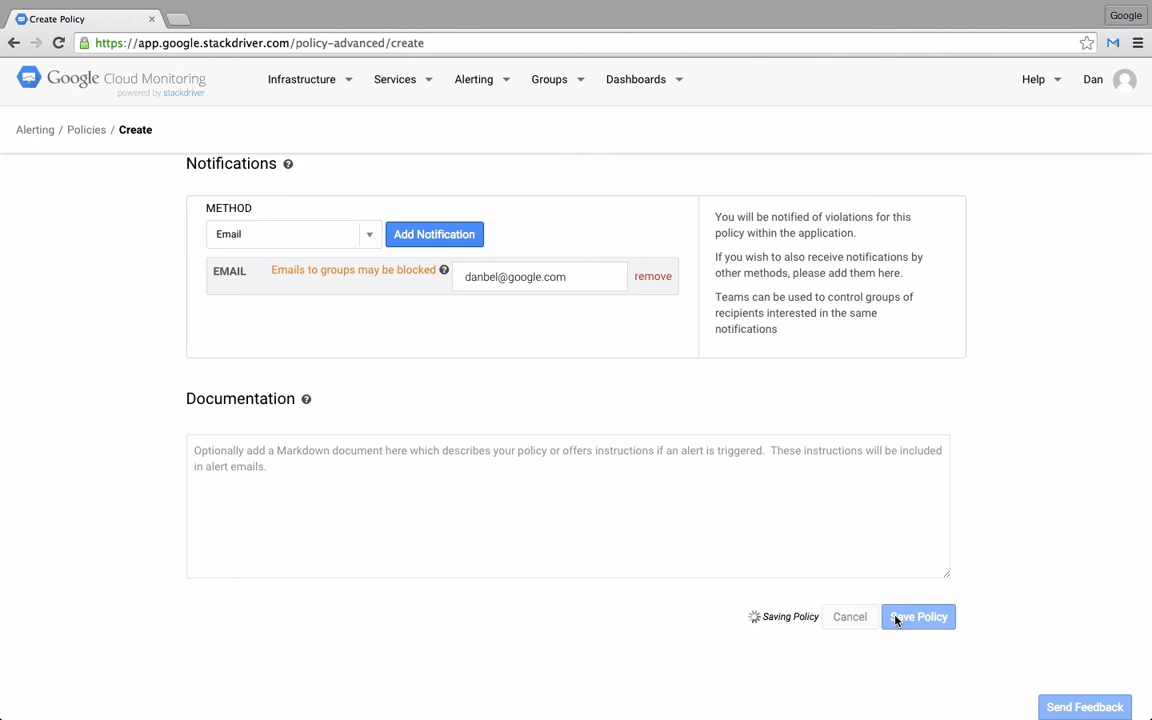 Create Policy
Google
https://app.google.stackdriver.com/policy-advanced/create
Google Cloud Monitoring
powered by stackdriver
Infrastructure
Services
Alerting
Groups
Dashboards
Help
Dan
Alerting / Policies / Create
Notifications
METHOD
Email
Add Notification
EMAIL
Emails to groups may be blocked
danbel@google.com
remove
You will be notified of violations for this
policy within the application.
If you wish to also receive notifications by
other methods, please add them here.
Teams can be used to control groups of
recipients interested in the same
notifications
Documentation
Optionally add a Markdown document here which describes your policy or offers instructions if an alert is triggered. These instructions will be included
in alert emails.
Saving Policy
Cancel
Save Policy
Send Feedback